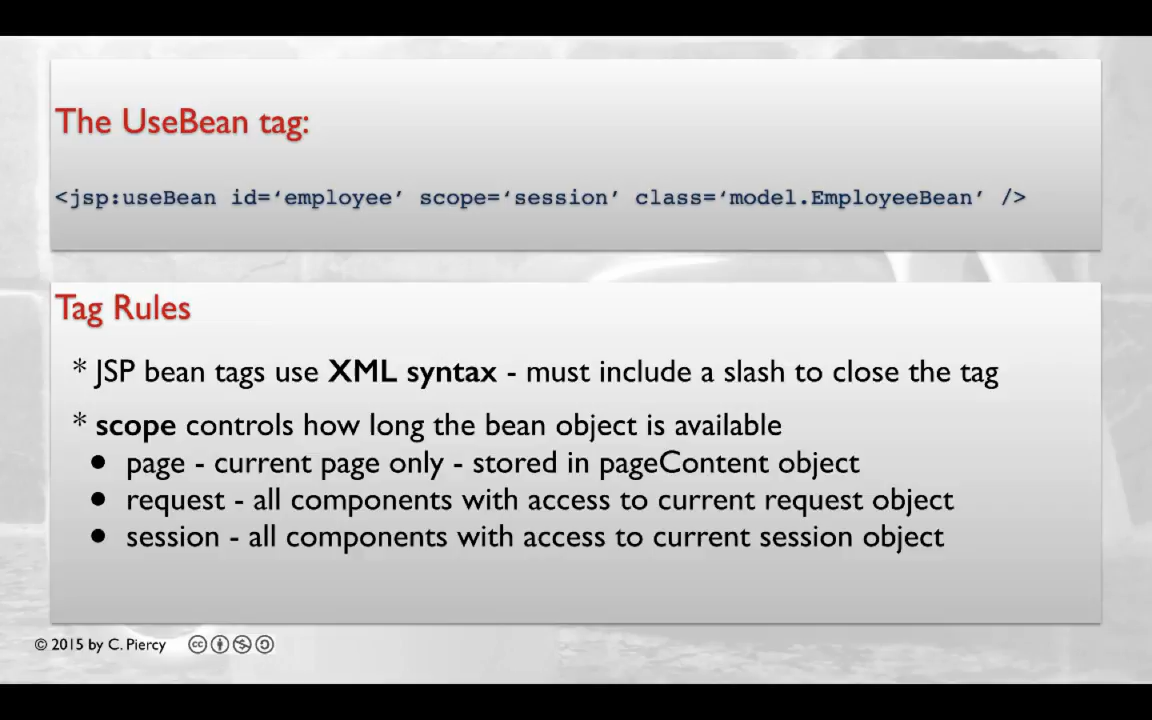 The UseBean tag:
<jsp:useBean id=‘employee’ scope=‘session’ class=‘model.EmployeeBean’ />
Tag Rules
* JSP bean tags use XML syntax - must include a slash to close the tag
* scope controls how long the bean object is available
● page - current page only - stored in pageContent object
● request - all components with access to current request object
● session - all components with access to current session object
© 2015 by C. Piercy